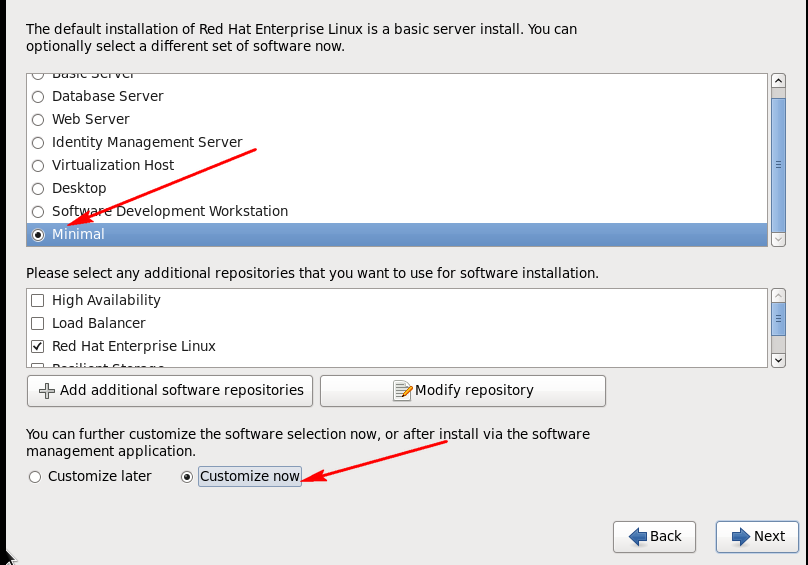 The default installation of Red Hat Enterprise Linux is a basic server install. You can
optionally select a different set of software now.
Basic Server
Database Server
Web Server
Identity Management Server
Virtualization Host
Desktop
Software Development Workstation
Minimal
Please select any additional repositories that you want to use for software installation.
High Availability
Load Balancer
Red Hat Enterprise Linux
Resilient Storage
Add additional software repositories
Modify repository
You can further customize the software selection now, or after install via the software
management application.
Customize later
Customize now
Back
Next